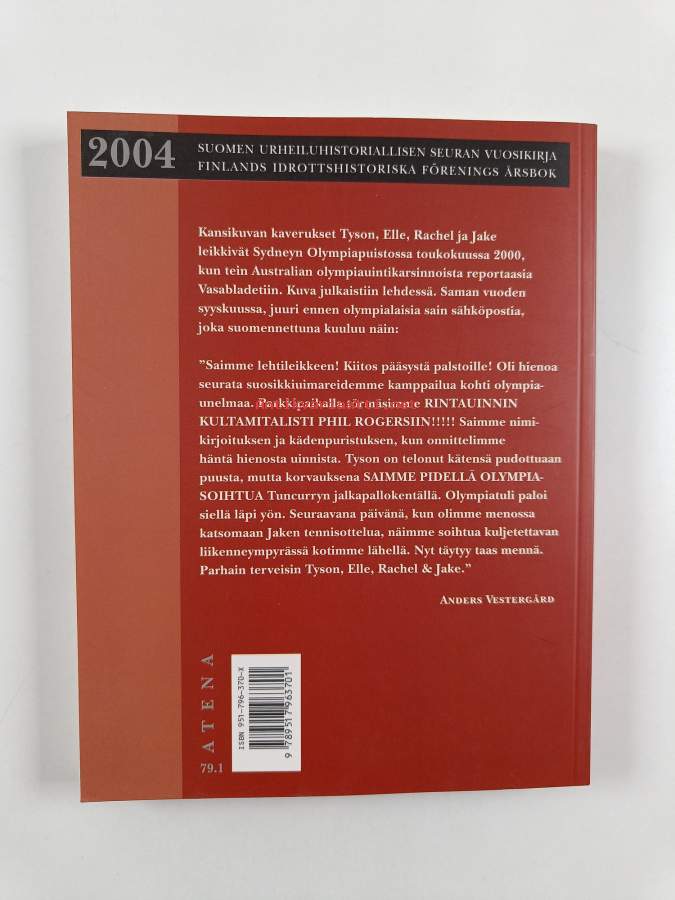 2004
SUOMEN URHEILUHISTORIALLISEN SEURAN VUOSIKIRJA
FINLANDS IDROTTSHISTORISKA FÖRENINGS ÅRSBOK
Kansikuvan kaverukset Tyson, Elle, Rachel ja Jake
leikkivät Sydneyn Olympiapuistossa toukokuussa 2000,
kun tein Australian olympiauintikarsinnoista reportaasia
Vasabladetiin. Kuva julkaistiin lehdessä. Saman vuoden
syyskuussa, juuri ennen olympialaisia sain sähköpostia,
joka suomennettuna kuuluu näin:
”Saimme lehtileikkeen! Kiitos pääsystä palstoille! Oli hienoa
seurata suosikkiuimareidemme kamppailua kohti olympia-
unelmaa. Parkkipaikalla törmäsimme RINTAUINNIN
KULTAMITALISTI PHIL ROGERSIIN!!!!! Saimme nimi-
kirjoituksen ja kädenpuristuksen, kun onnittelimme
häntä hienosta uinnista. Tyson on telonut kätensä pudottuaan
puusta, mutta korvauksena SAIMME PIDELLÄ OLYMPIA-
SOIHTUA Tuncurryn jalkapallokentällä. Olympiatuli paloi
siellä läpi yön. Seuraavana päivänä, kun olimme menossa
katsomaan Jaken tennisottelua, näimme soihtua kuljetettavan
liikenneympyrässä kotimme lähellä. Nyt täytyy taas mennä.
Parhain terveisin Tyson, Elle, Rachel & Jake.”
ANDERS VESTERGÅRD
ATENA
79.1
ISBN 951-796-370-X
9 789517 963701